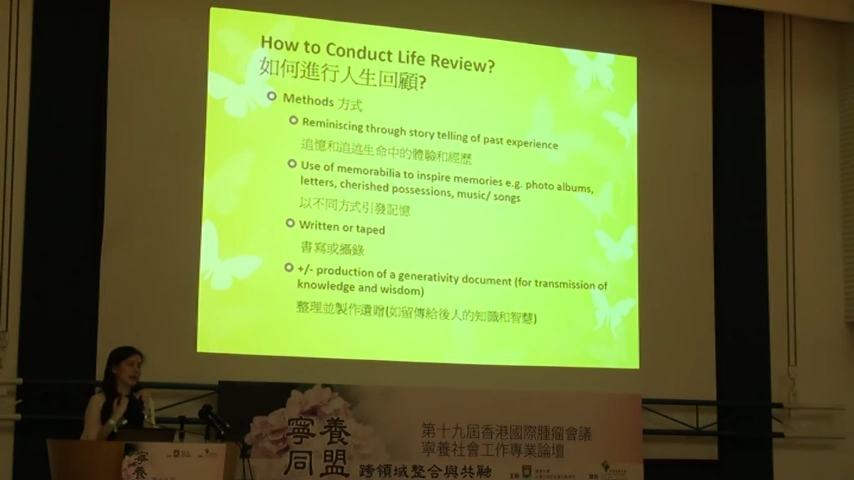 How to Conduct Life Review?
如何進行人生回顧?
Methods 方式
Reminiscing through story telling of past experience
追憶和追述生命中的體驗和經歷
Use of memorabilia to inspire memories e.g. photo albums,
letters, cherished possessions, music/ songs
以不同方式引發記憶
Written or taped
書寫或攝錄
+/- production of a generativity document (for transmission of
knowledge and wisdom)
整理並製作遺贈(如留傳給後人的知識和智慧)
寧養
同盟
跨領域整合與共融
第十九屆香港國際腫瘤會議
寧養社會工作專業論壇
寧養